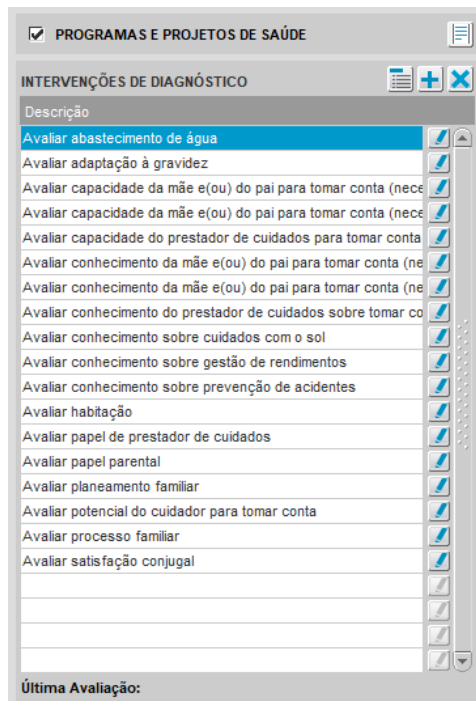 PROGRAMAS E PROJETOS DE SAÚDE
INTERVENÇÕES DE DIAGNÓSTICO
Descrição
Avaliar abastecimento de água
Avaliar adaptação à gravidez
Avaliar capacidade da mãe e(ou) do pai para tomar conta (nece
Avaliar capacidade da mãe e(ou) do pai para tomar conta (nece
Avaliar capacidade do prestador de cuidados para tomar conta
Avaliar conhecimento da mãe e(ou) do pai para tomar conta (ne
Avaliar conhecimento da mãe e(ou) do pai para tomar conta (ne
Avaliar conhecimento do prestador de cuidados sobre tomar co
Avaliar conhecimento sobre cuidados com o sol
Avaliar conhecimento sobre gestão de rendimentos
Avaliar conhecimento sobre prevenção de acidentes
Avaliar habitação
Avaliar papel de prestador de cuidados
Avaliar papel parental
Avaliar planeamento familiar
Avaliar potencial do cuidador para tomar conta
Avaliar processo familiar
Avaliar satisfação conjugal
Última Avaliação: